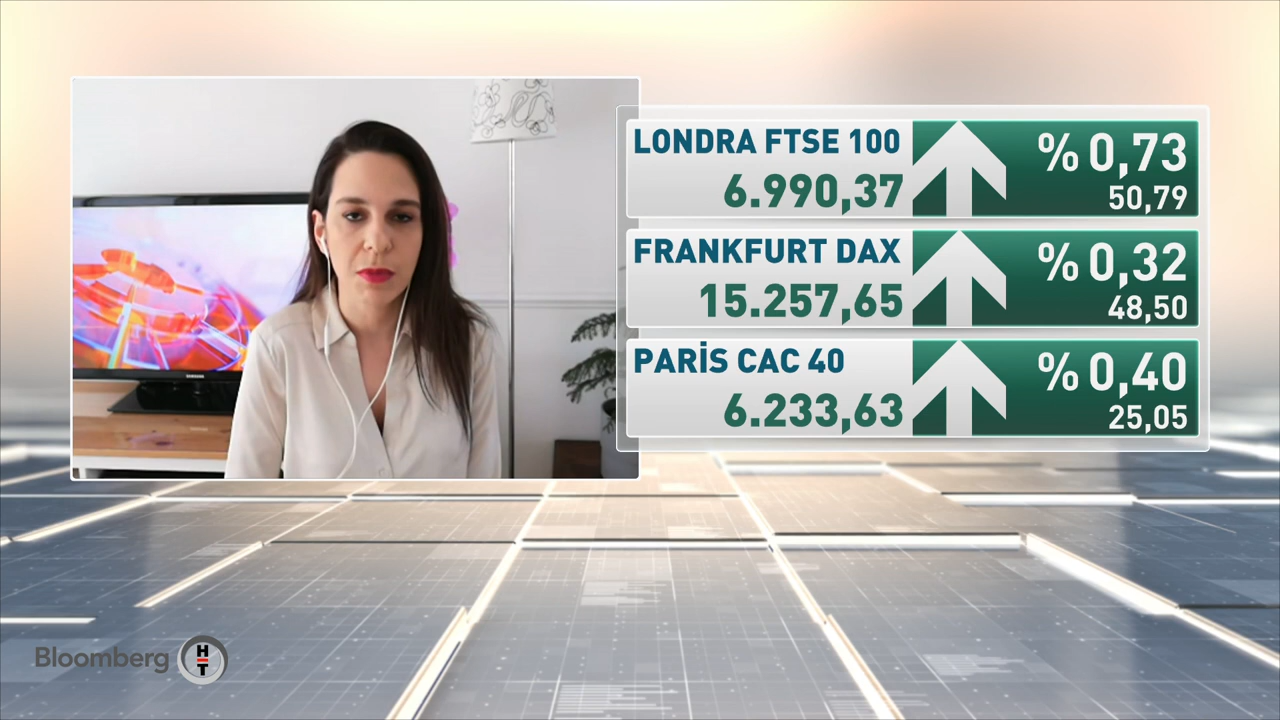 LONDRA FTSE 100
6.990,37
% 0,73
50,79
FRANKFURT DAX
15.257,65
% 0,32
48,50
PARİS CAC 40
6.233,63
% 0,40
25,05
SAMSUNG
Bloomberg HT